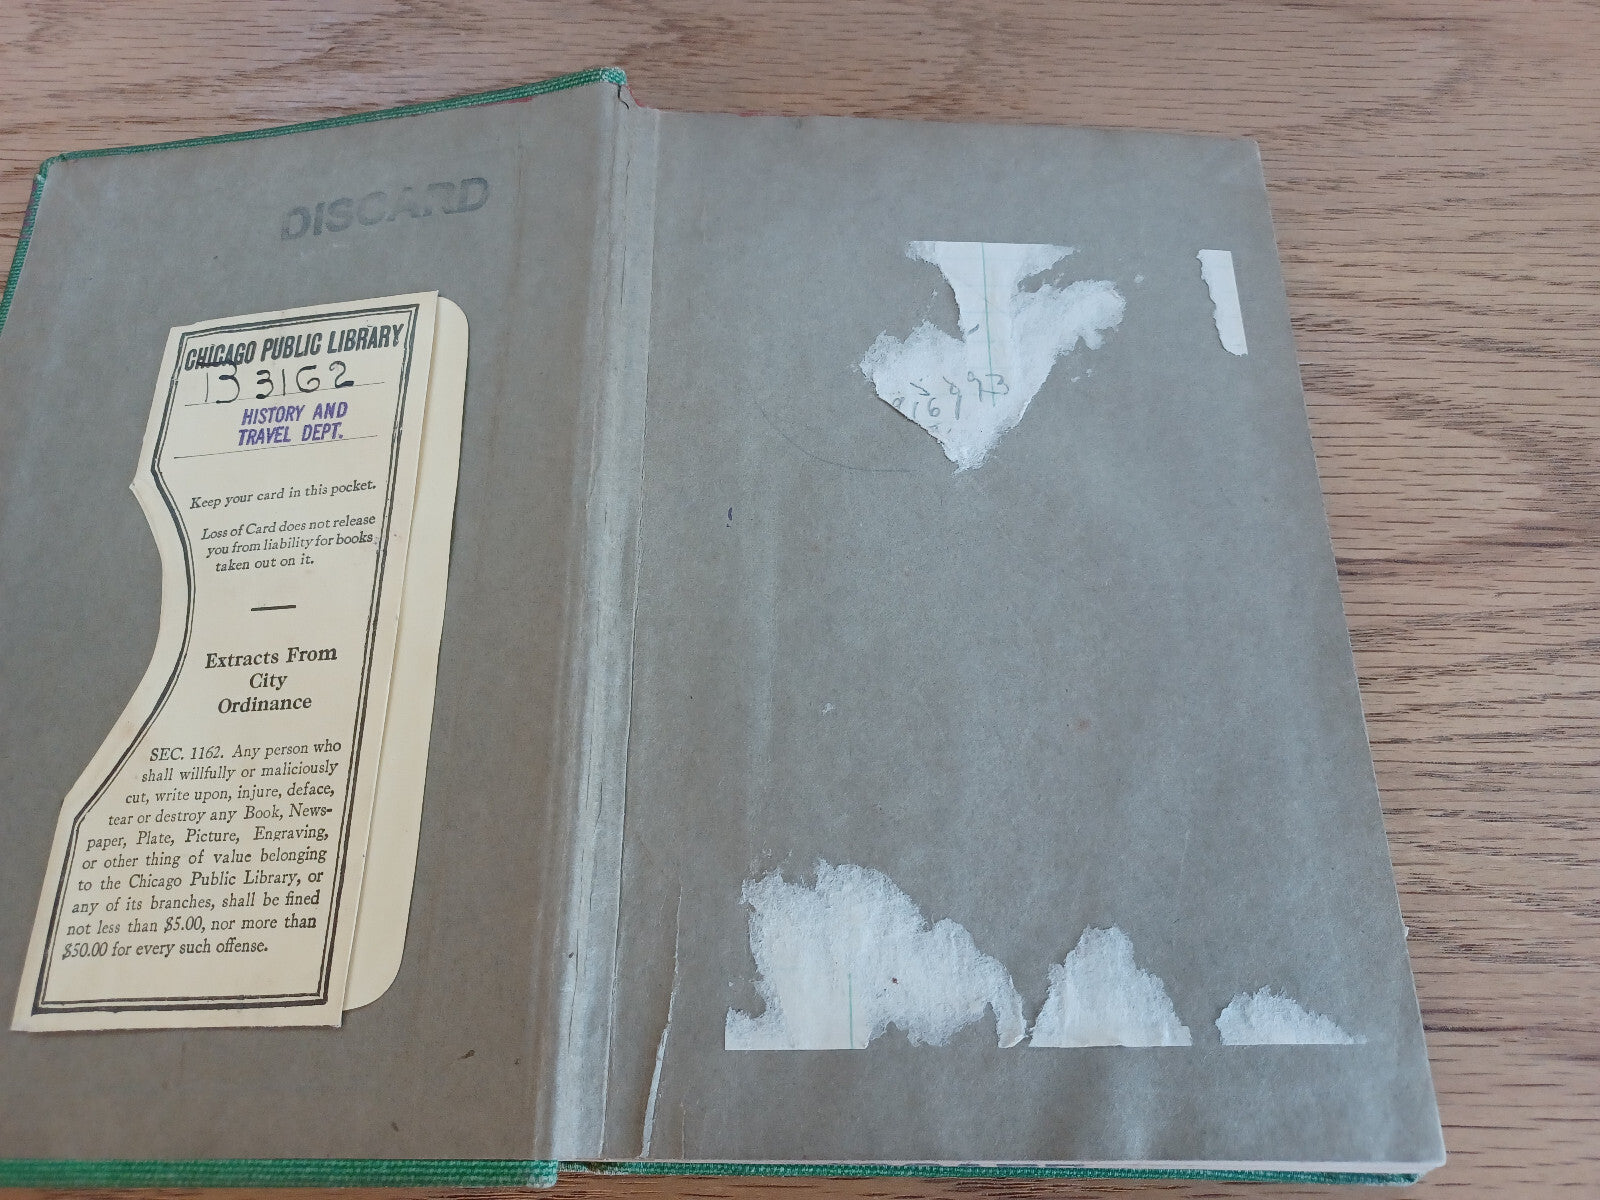 DISCARD
CHICAGO PUBLIC LIBRARY
133162
HISTORY AND
TRAVEL DEPT.
Keep your card in this pocket.
Loss of Card does not release
you from liability for books
taken out on it.
Extracts From
City
Ordinance
SEC. 1162. Any person who
shall willfully or maliciously
cut, write upon, injure, deface,
tear or destroy any Book, News-
paper, Plate, Picture, Engraving,
or other thing of value belonging
to the Chicago Public Library, or
any of its branches, shall be fined
not less than $5.00, nor more than
$50.00 for every such offense.